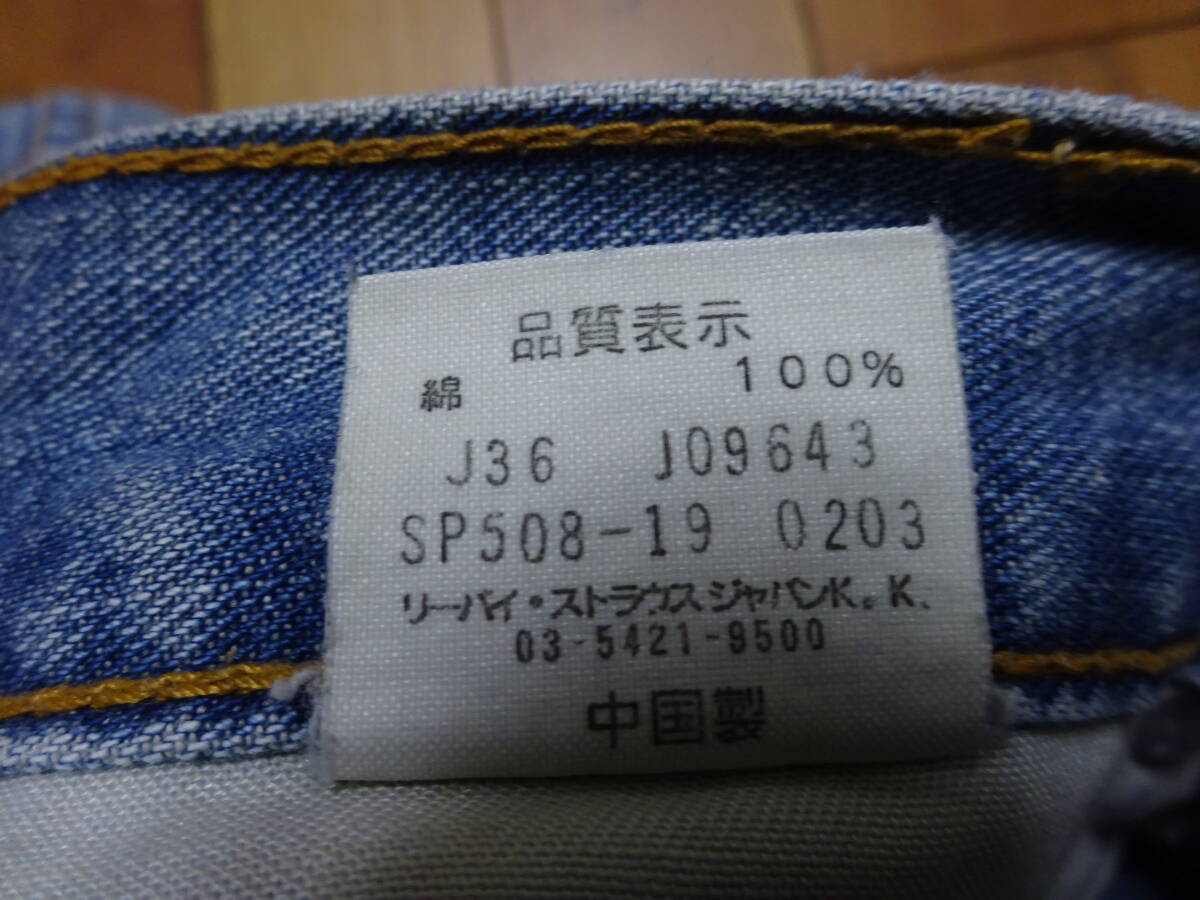 品質表示
綿 100%
J36 J09643
SP508-19 0203
リーバイ・ストラウスジャパンK.K.
03-5421-9500
中国製